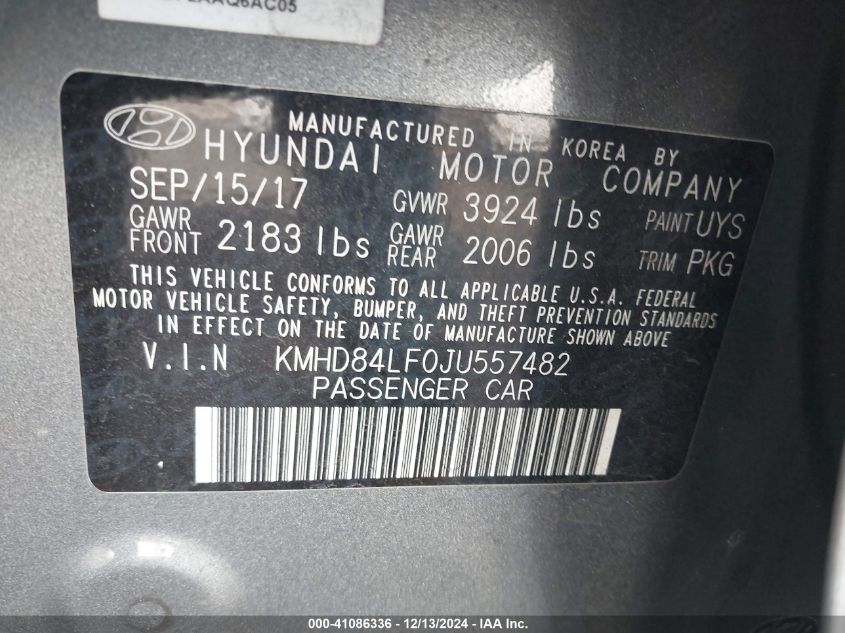 MANUFACTURED IN KOREA BY
HYUNDAI MOTOR COMPANY
SEP/15/17 GVWR 3924 lbs PAINT UYS
GAWR FRONT 2183 lbs GAWR REAR 2006 lbs TRIM PKG
THIS VEHICLE CONFORMS TO ALL APPLICABLE U.S.A. FEDERAL
MOTOR VEHICLE SAFETY, BUMPER, AND THEFT PREVENTION STANDARDS
IN EFFECT ON THE DATE OF MANUFACTURE SHOWN ABOVE
V.I.N KMHD84LF0JU557482
PASSENGER CAR
000-41086336 - 12/13/2024 - IAA Inc.